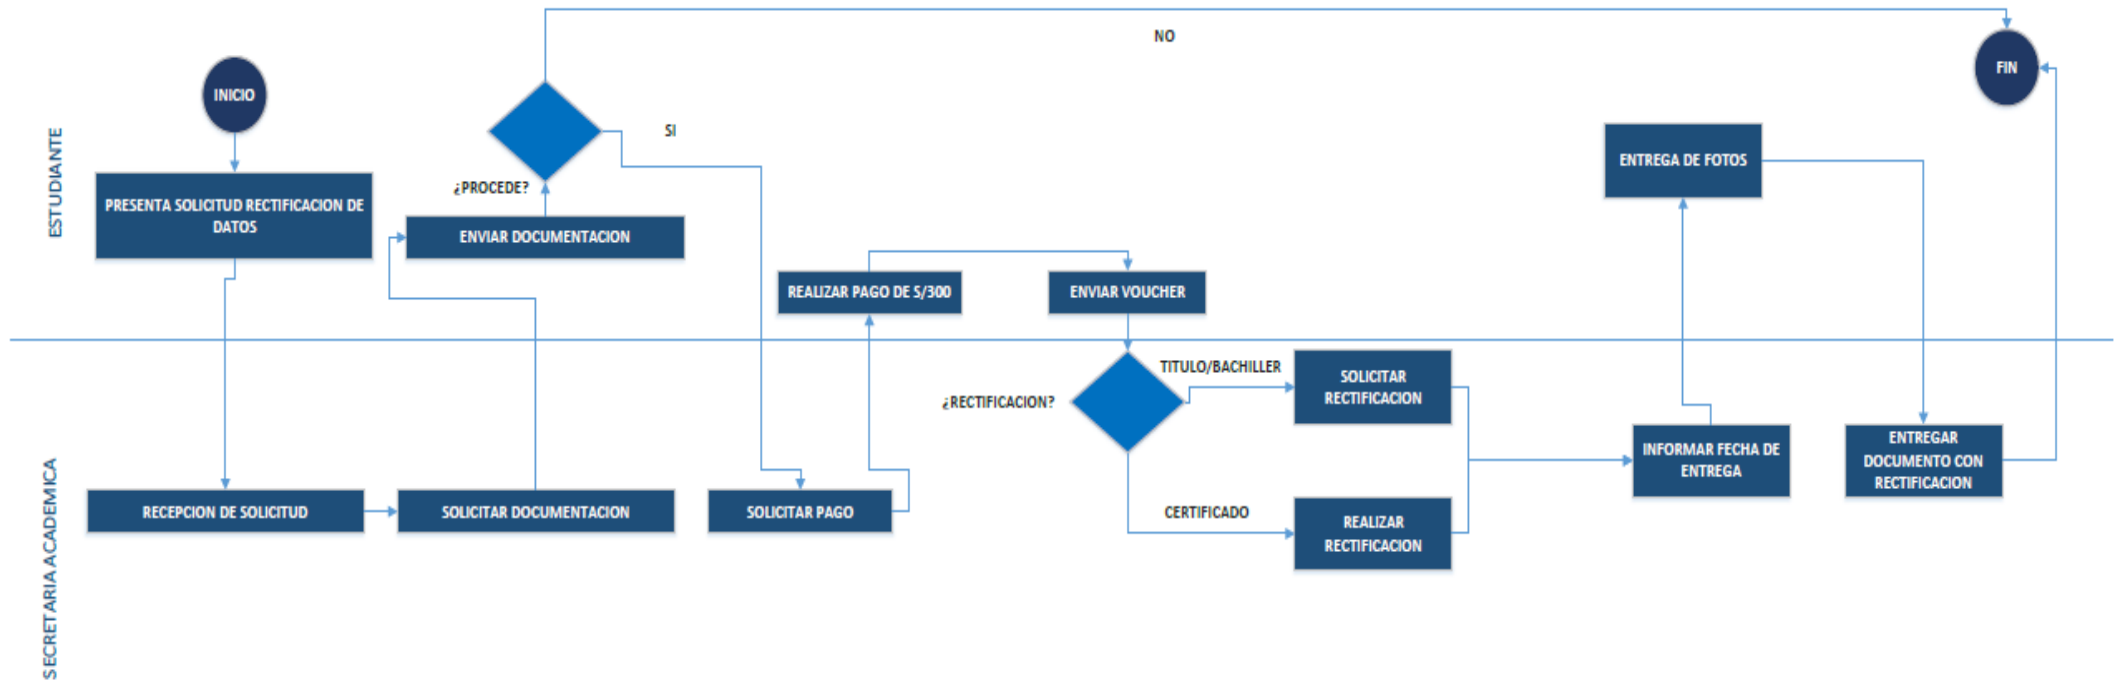 ESTUDIANTE
INICIO
PRESENTA SOLICITUD RECTIFICACION DE
DATOS
¿PROCEDE?
ENVIAR DOCUMENTACION
SI
NO
FIN
REALIZAR PAGO DE S/300
ENVIAR VOUCHER
ENTREGA DE FOTOS
SECRETARIA ACADEMICA
RECEPCION DE SOLICITUD
SOLICITAR DOCUMENTACION
SOLICITAR PAGO
¿RECTIFICACION?
TITULO/BACHILLER
SOLICITAR
RECTIFICACION
CERTIFICADO
REALIZAR
RECTIFICACION
INFORMAR FECHA DE
ENTREGA
ENTREGAR
DOCUMENTO CON
RECTIFICACION